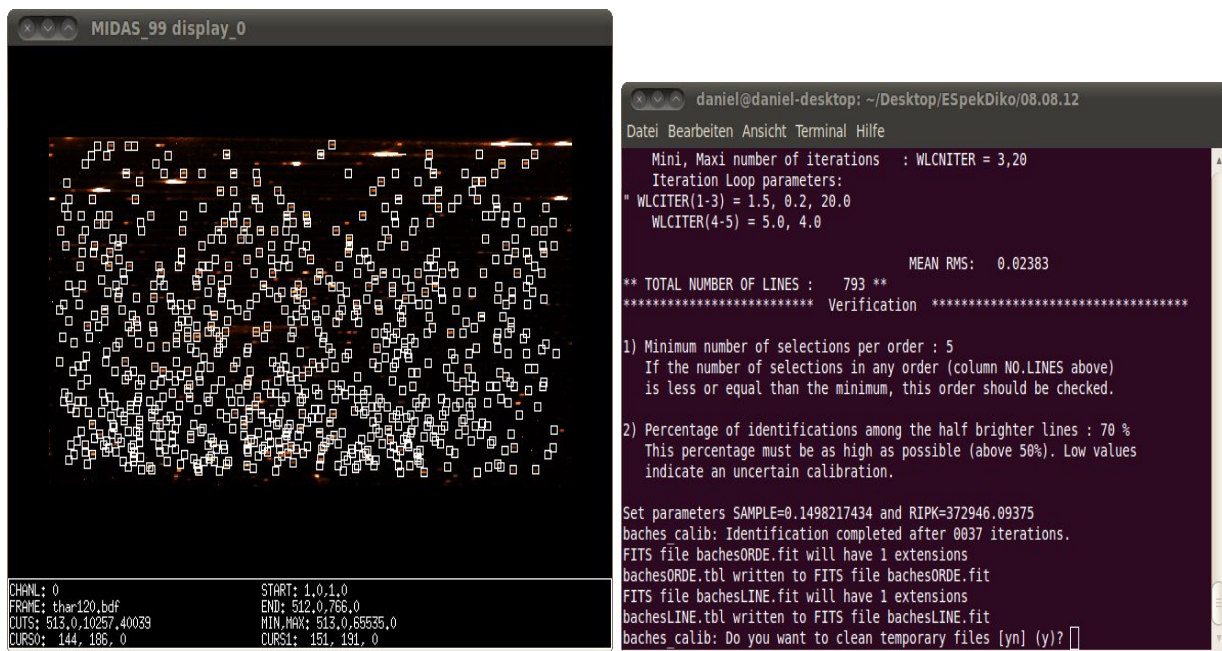 MIDAS_99 display_0
CHANL: 0
FRAME: thar120.bdf
CUTS: 513.0,10257.40039
CURS0: 144, 186, 0
START: 1.0,1.0
END: 512.0,766.0
MIN,MAX: 513.0,65535.0
CURS1: 151, 191, 0
daniel@daniel-desktop: ~/Desktop/ESpekDiko/08.08.12
Datei Bearbeiten Ansicht Terminal Hilfe
Mini, Maxi number of iterations : WLCNITER = 3,20
Iteration Loop parameters:
" WLCITER(1-3) = 1.5, 0.2, 20.0
WLCITER(4-5) = 5.0, 4.0
MEAN RMS: 0.02383
** TOTAL NUMBER OF LINES : 793 **
************************** Verification ***********************************
1) Minimum number of selections per order : 5
If the number of selections in any order (column NO.LINES above)
is less or equal than the minimum, this order should be checked.
2) Percentage of identifications among the half brighter lines : 70 %
This percentage must be as high as possible (above 50%). Low values
indicate an uncertain calibration.
Set parameters SAMPLE=0.1498217434 and RIPK=372946.09375
baches_calib: Identification completed after 0037 iterations.
FITS file bachesORDE.fit will have 1 extensions
bachesORDE.tbl written to FITS file bachesORDE.fit
FITS file bachesLINE.fit will have 1 extensions
bachesLINE.tbl written to FITS file bachesLINE.fit
baches_calib: Do you want to clean temporary files [yn] (y)?